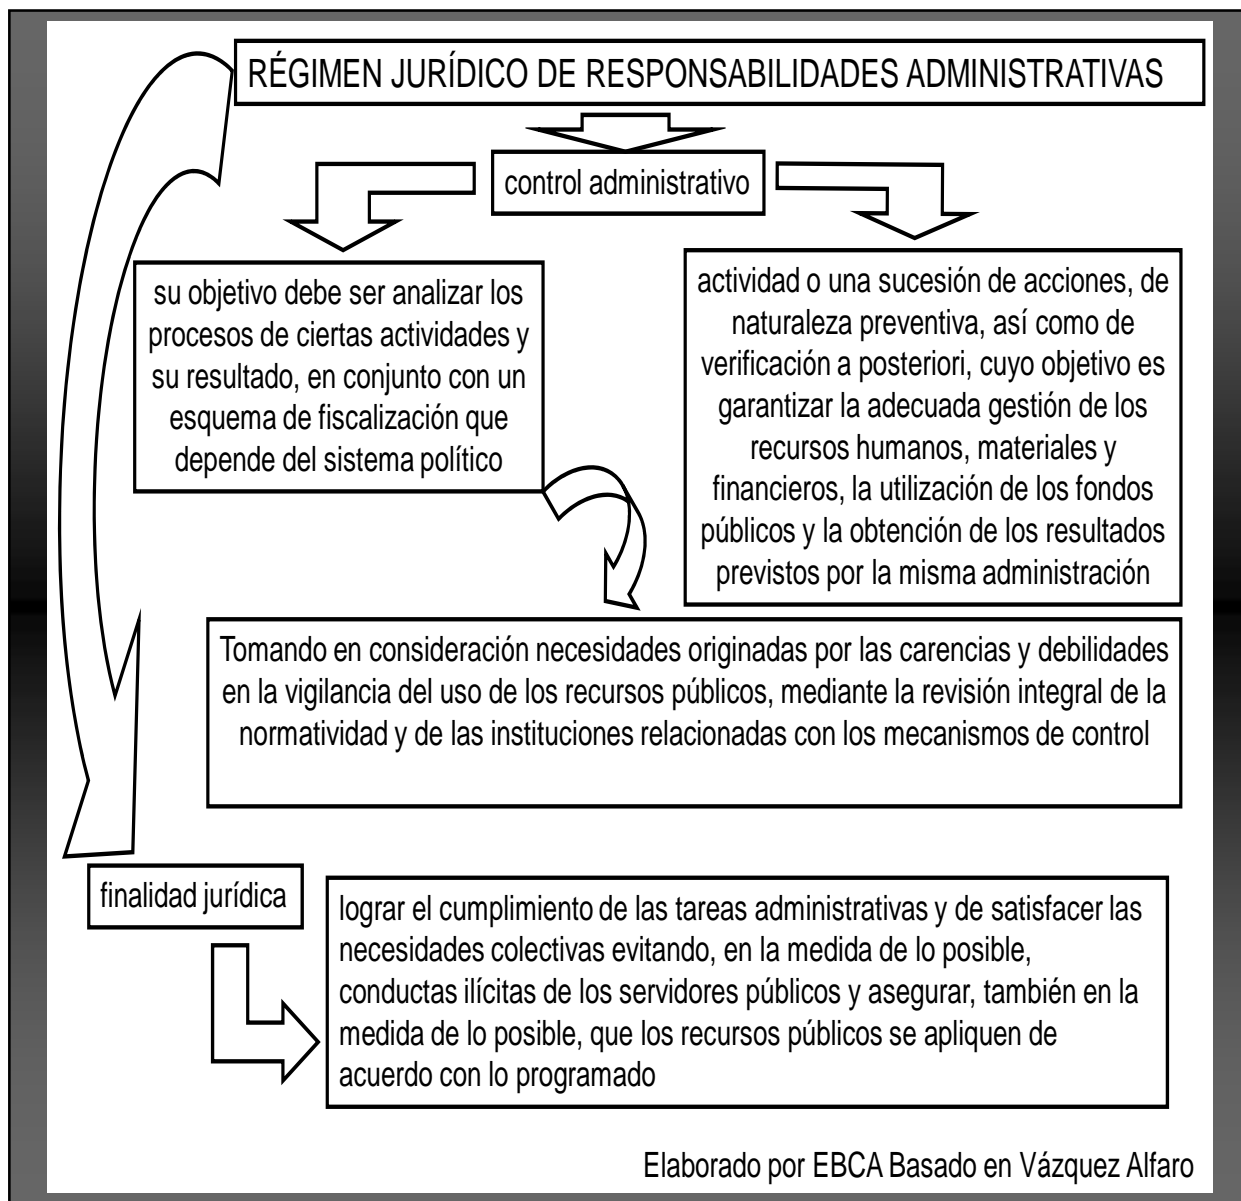 RÉGIMEN JURÍDICO DE RESPONSABILIDADES ADMINISTRATIVAS
control administrativo
su objetivo debe ser analizar los
procesos de ciertas actividades y
su resultado, en conjunto con un
esquema de fiscalización que
depende del sistema político
actividad o una sucesión de acciones, de
naturaleza preventiva, así como de
verificación a posteriori, cuyo objetivo es
garantizar la adecuada gestión de los
recursos humanos, materiales y
financieros, la utilización de los fondos
públicos y la obtención de los resultados
previstos por la misma administración
Tomando en consideración necesidades originadas por las carencias y debilidades
en la vigilancia del uso de los recursos públicos, mediante la revisión integral de la
normatividad y de las instituciones relacionadas con los mecanismos de control
finalidad jurídica
lograr el cumplimiento de las tareas administrativas y de satisfacer las
necesidades colectivas evitando, en la medida de lo posible,
conductas ilícitas de los servidores públicos y asegurar, también en la
medida de lo posible, que los recursos públicos se apliquen de
acuerdo con lo programado
Elaborado por EBCA Basado en Vázquez Alfaro